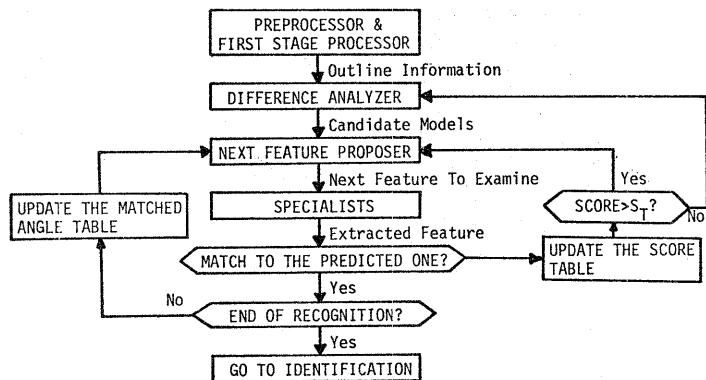 PREPROCESSOR &
FIRST STAGE PROCESSOR
Outline Information
DIFFERENCE ANALYZER
Candidate Models
NEXT FEATURE PROPOSER
Next Feature To Examine
Yes
UPDATE THE MATCHED
ANGLE TABLE
SPECIALISTS
SCORE>S_T?
No
Extracted Feature
MATCH TO THE PREDICTED ONE?
UPDATE THE SCORE
TABLE
Yes
No
END OF RECOGNITION?
Yes
GO TO IDENTIFICATION